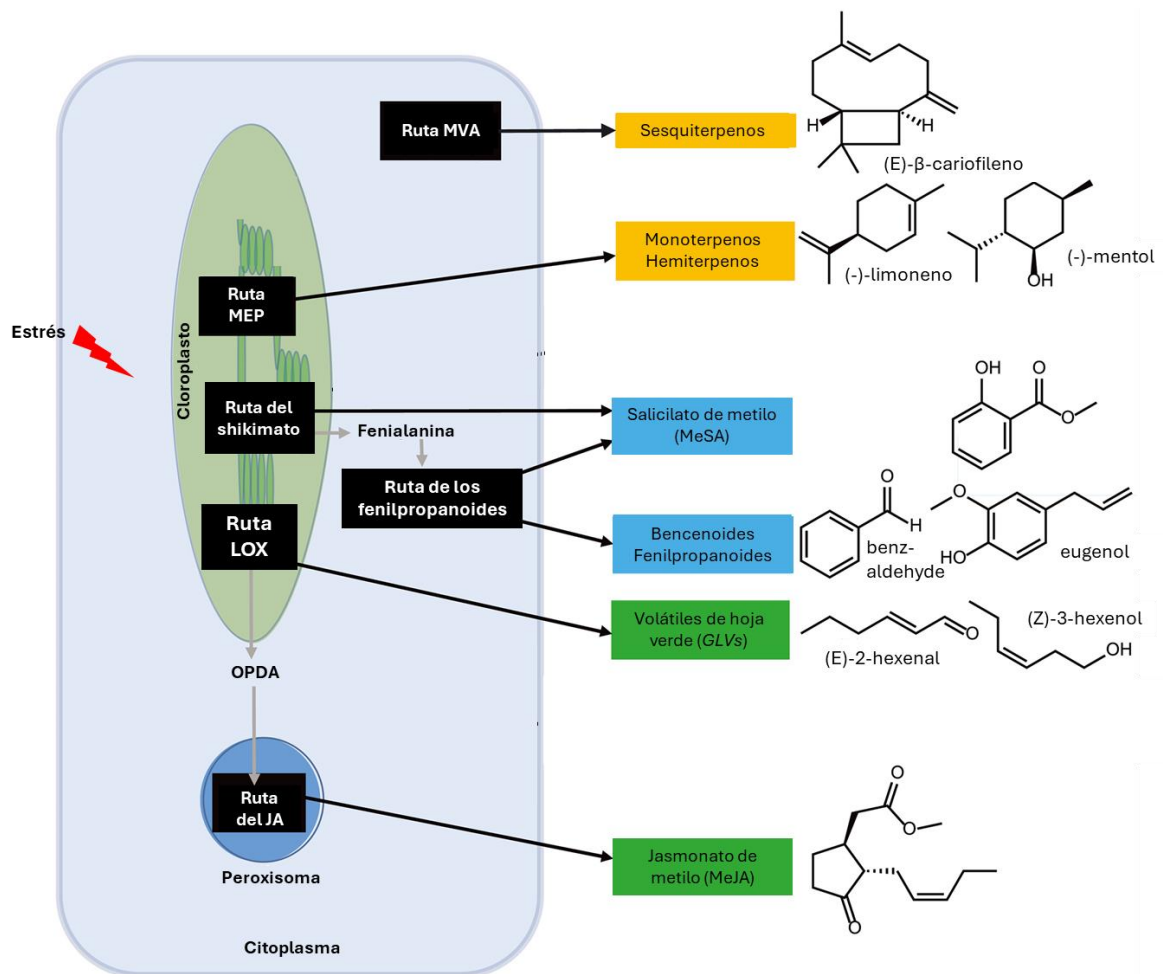 Ruta MVA
Sesquiterpenos
H
H
(E)-β-cariofileno
Monoterpenos
Hemiterpenos
(-)-limoneno
(-)-mentol
OH
Ruta
MEP
Estrés
Cloroplasto
Ruta del
shikimato
Fenialanina
Salicilato de metilo
(MeSA)
OH
O
O
Ruta de los
fenilpropanoides
Bencenoides
Fenilpropanoides
O
H
benz-
aldehyde
O
HO
eugenol
Ruta
LOX
Volátiles de hoja
verde (GLVs)
O
(E)-2-hexenal
(Z)-3-hexenol
OH
OPDA
Ruta
del JA
Peroxisoma
Jasmonato de
metilo (MeJA)
O
O
O
Citoplasma